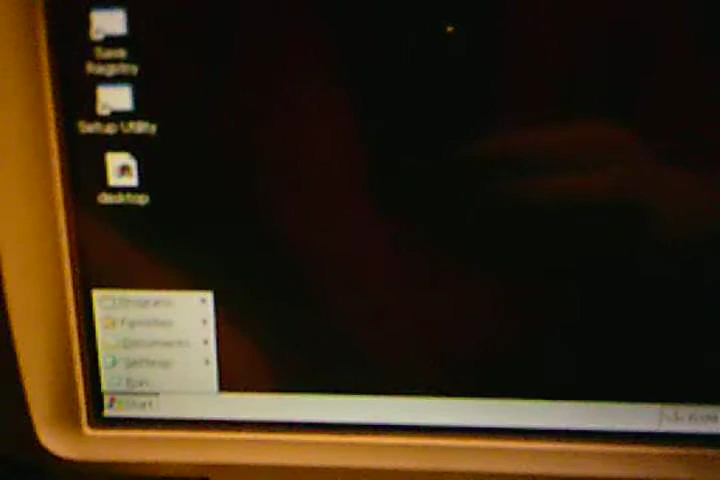 Save
Registry
Setup Utility
desktop
Programs
Favorites
Documents
Settings
Run...
Start